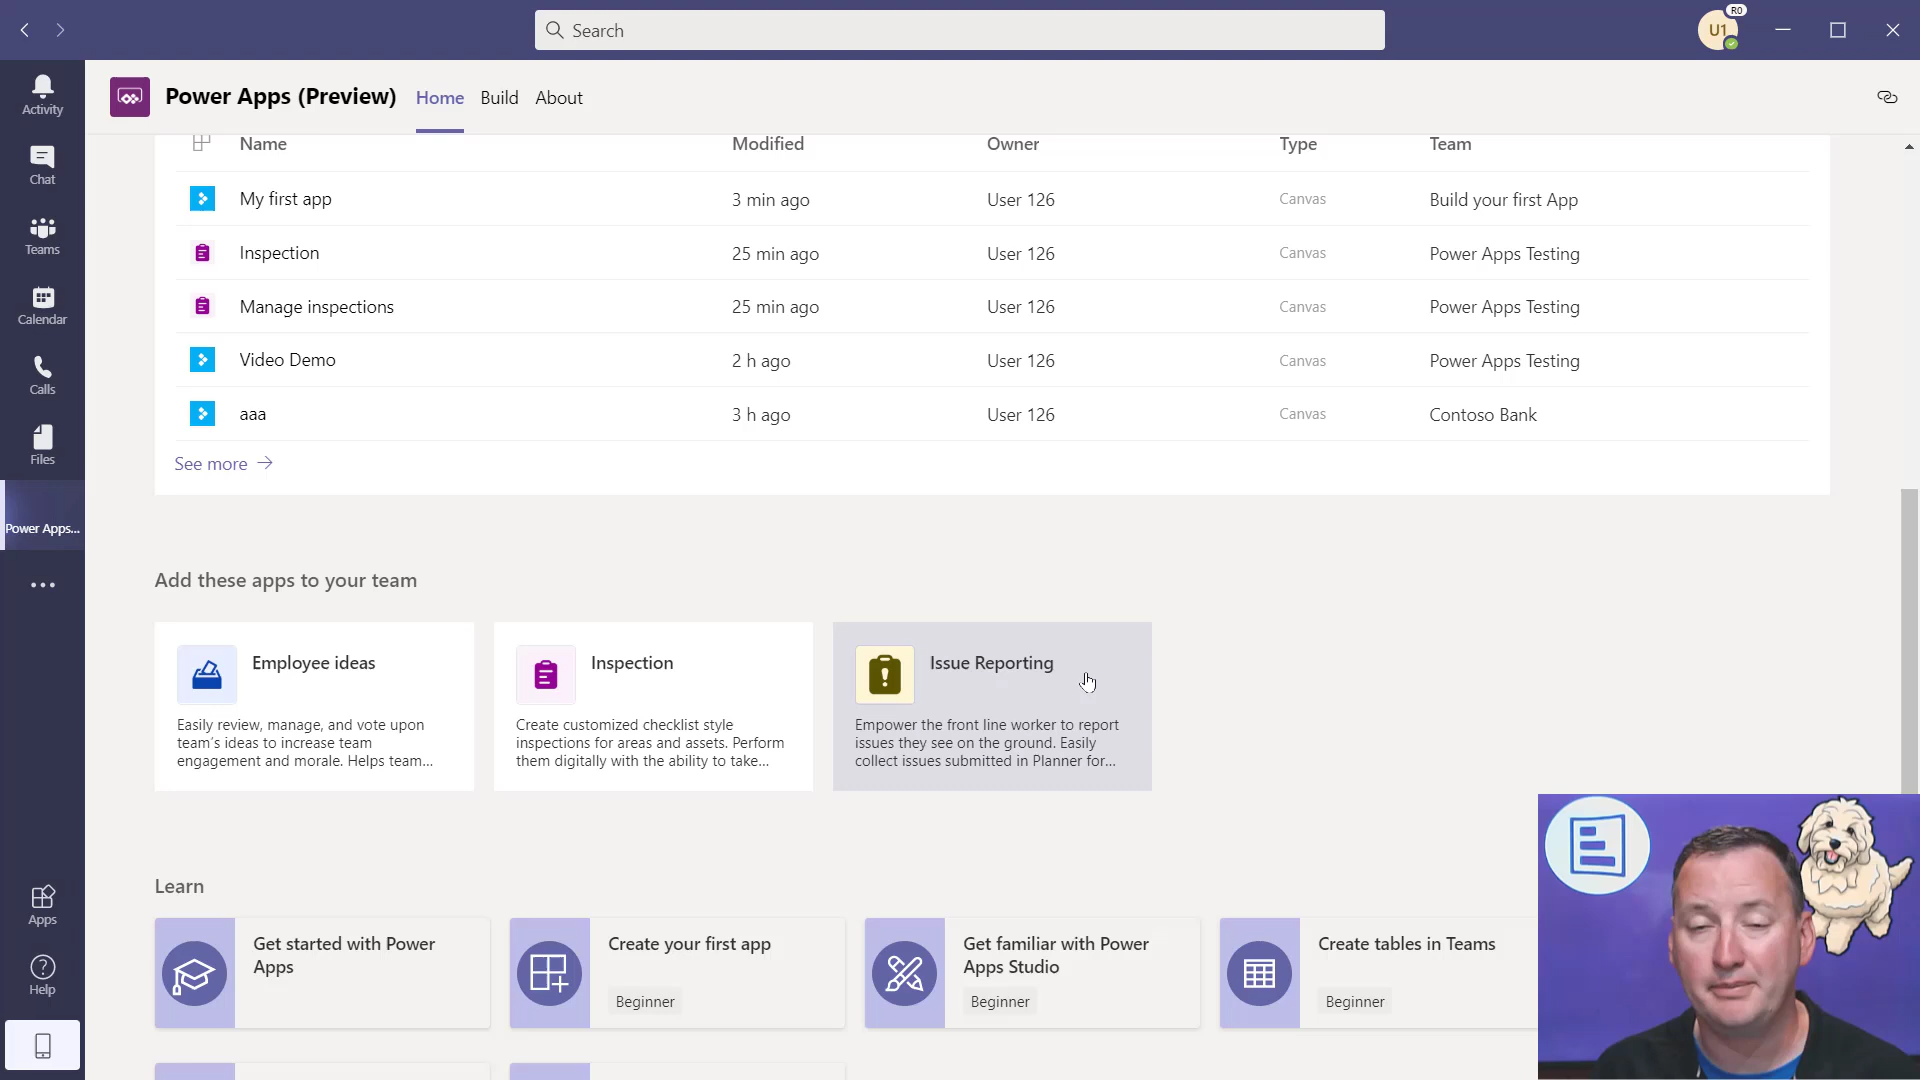 Search
R0
U1
Activity
Chat
Teams
Calendar
Calls
Files
Power Apps...
Apps
Help
Power Apps (Preview) Home Build About
Name Modified Owner Type Team
My first app 3 min ago User 126 Canvas Build your first App
Inspection 25 min ago User 126 Canvas Power Apps Testing
Manage inspections 25 min ago User 126 Canvas Power Apps Testing
Video Demo 2 h ago User 126 Canvas Power Apps Testing
aaa 3 h ago User 126 Canvas Contoso Bank
See more
Add these apps to your team
Employee ideas
Easily review, manage, and vote upon
team's ideas to increase team
engagement and morale. Helps team...
Inspection
Create customized checklist style
inspections for areas and assets. Perform
them digitally with the ability to take...
Issue Reporting
Empower the front line worker to report
issues they see on the ground. Easily
collect issues submitted in Planner for...
Learn
Get started with Power
Apps
Create your first app
Beginner
Get familiar with Power
Apps Studio
Beginner
Create tables in Teams
Beginner